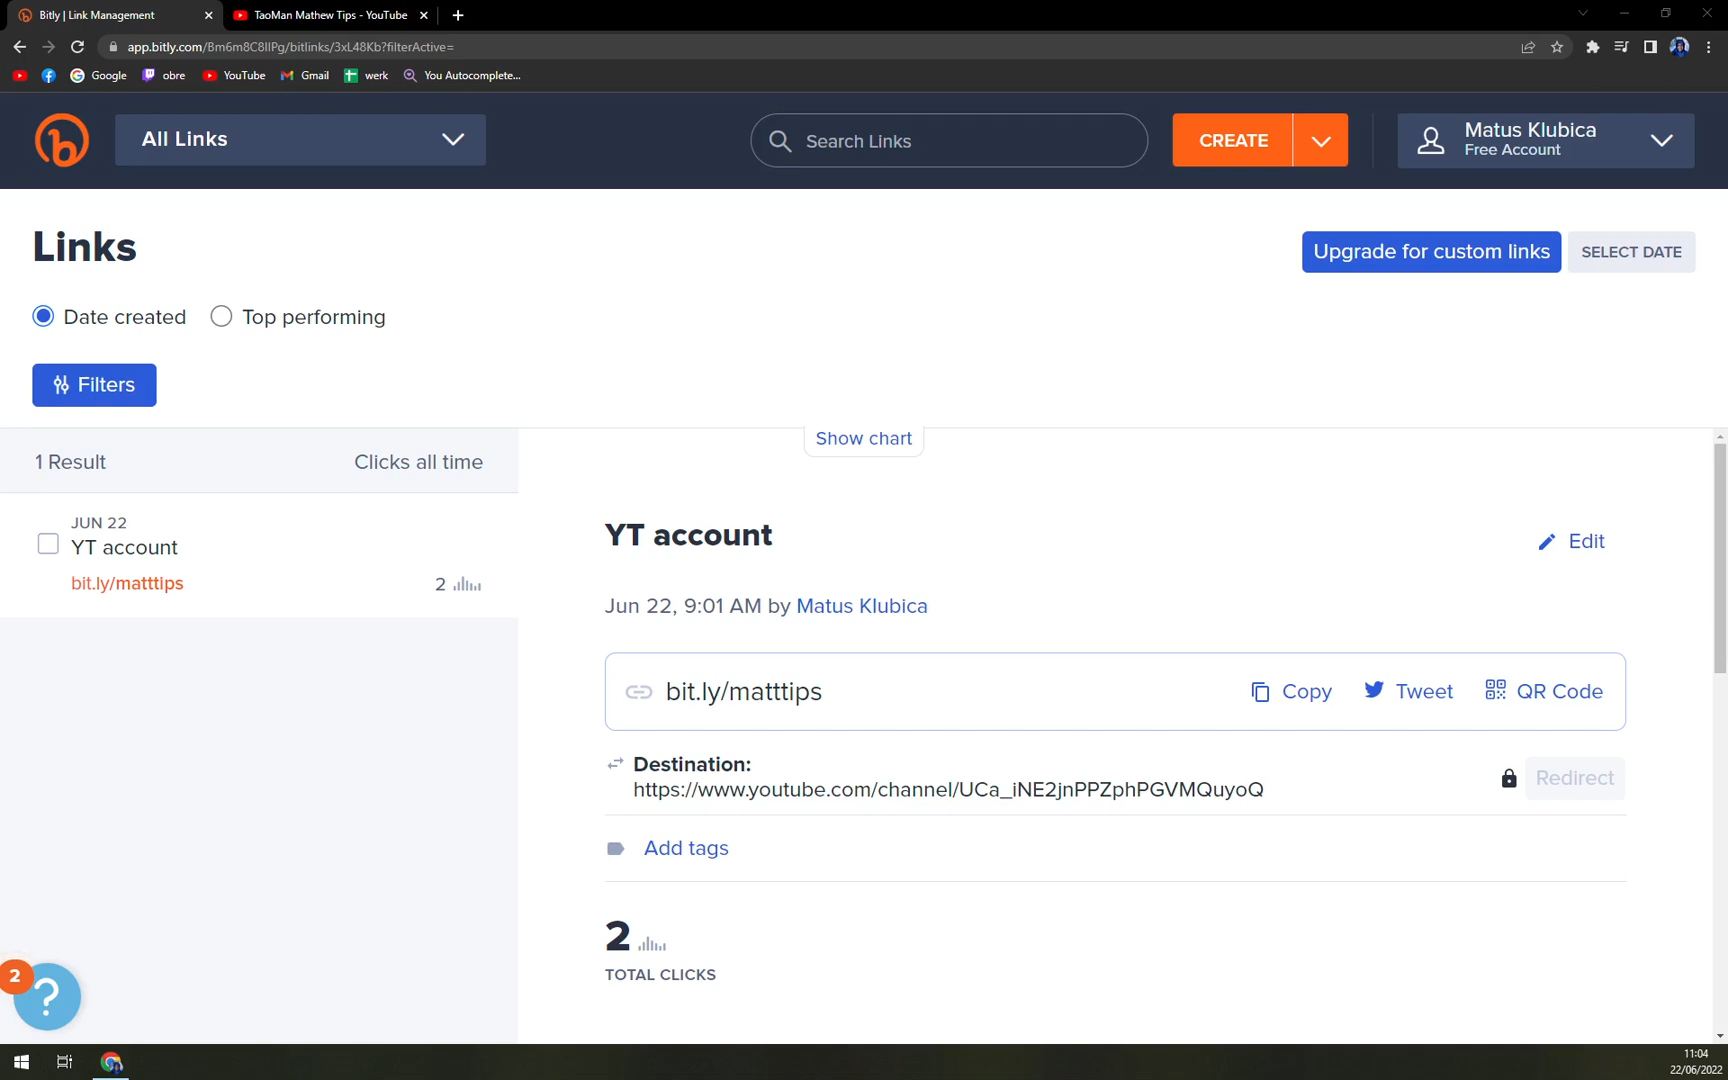 Bitly | Link Management
TaoMan Mathew Tips - YouTube
app.bitly.com/Bm6m8C8IlPg/bitlinks/3xL48Kb?filterActive=
Google
obre
YouTube
Gmail
werk
You Autocomplete...
b
All Links
Search Links
CREATE
Matus Klubica
Free Account
Links
Upgrade for custom links
SELECT DATE
Date created
Top performing
Filters
Show chart
1 Result
Clicks all time
JUN 22
YT account
bit.ly/matttips
2
YT account
Edit
Jun 22, 9:01 AM by Matus Klubica
bit.ly/matttips
Copy
Tweet
QR Code
Destination:
https://www.youtube.com/channel/UCa_iNE2jnPPZphPGVMQuyoQ
Redirect
Add tags
2
TOTAL CLICKS
2
?
11:04
22/06/2022